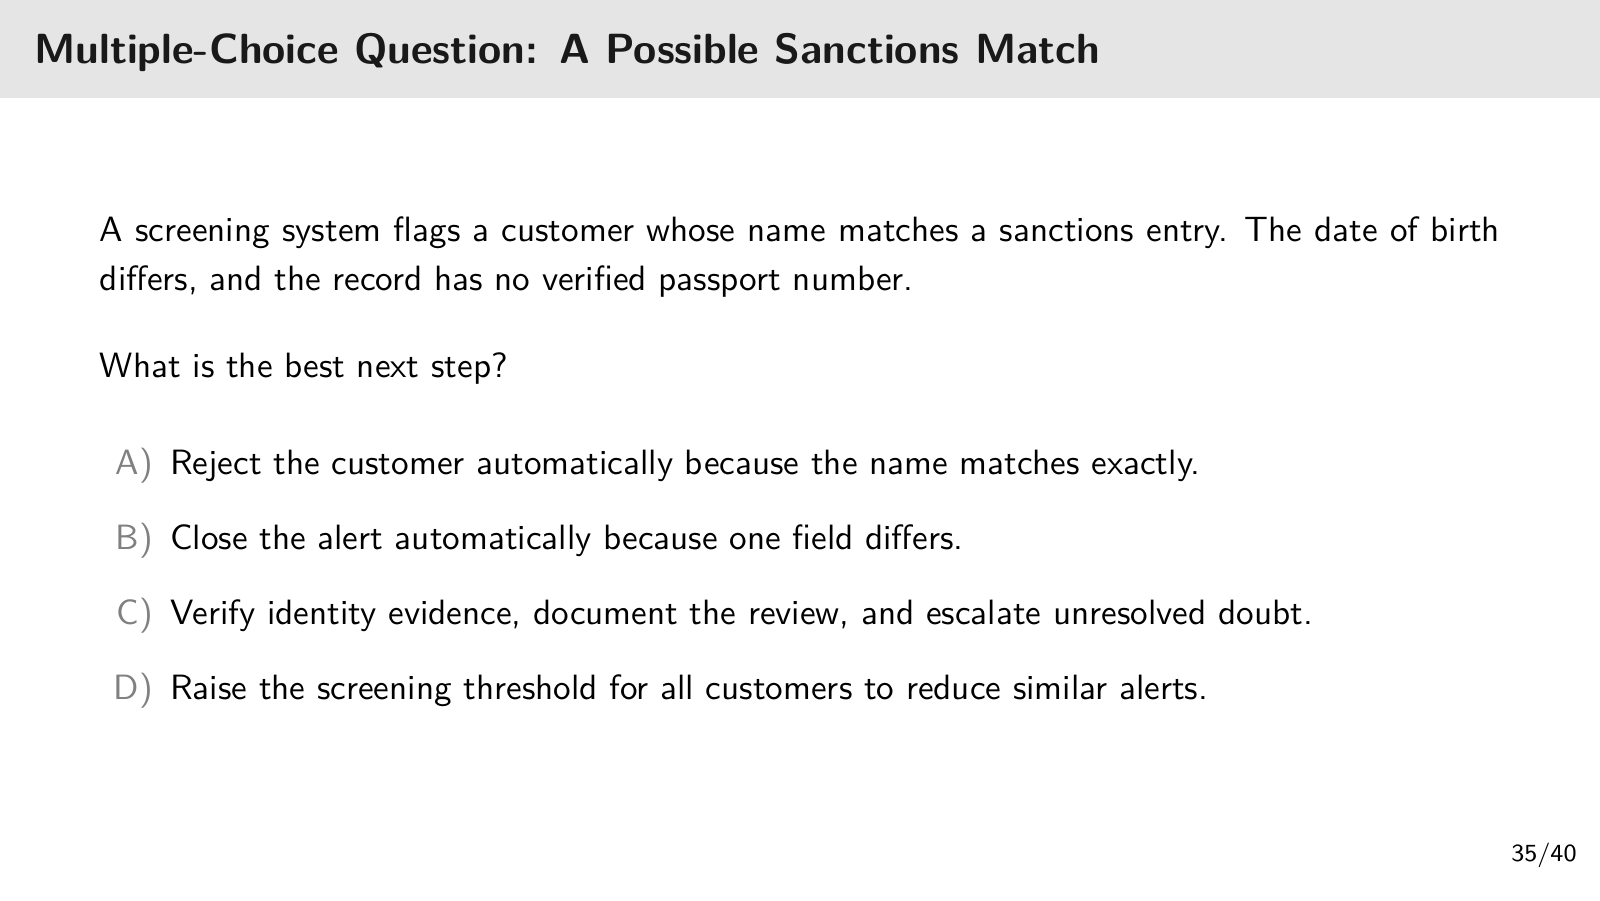 Multiple-Choice Question: A Possible Sanctions Match
A screening system flags a customer whose name matches a sanctions entry. The date of birth
differs, and the record has no verified passport number.
What is the best next step?
A) Reject the customer automatically because the name matches exactly.
B) Close the alert automatically because one field differs.
C) Verify identity evidence, document the review, and escalate unresolved doubt.
D) Raise the screening threshold for all customers to reduce similar alerts.
35/40